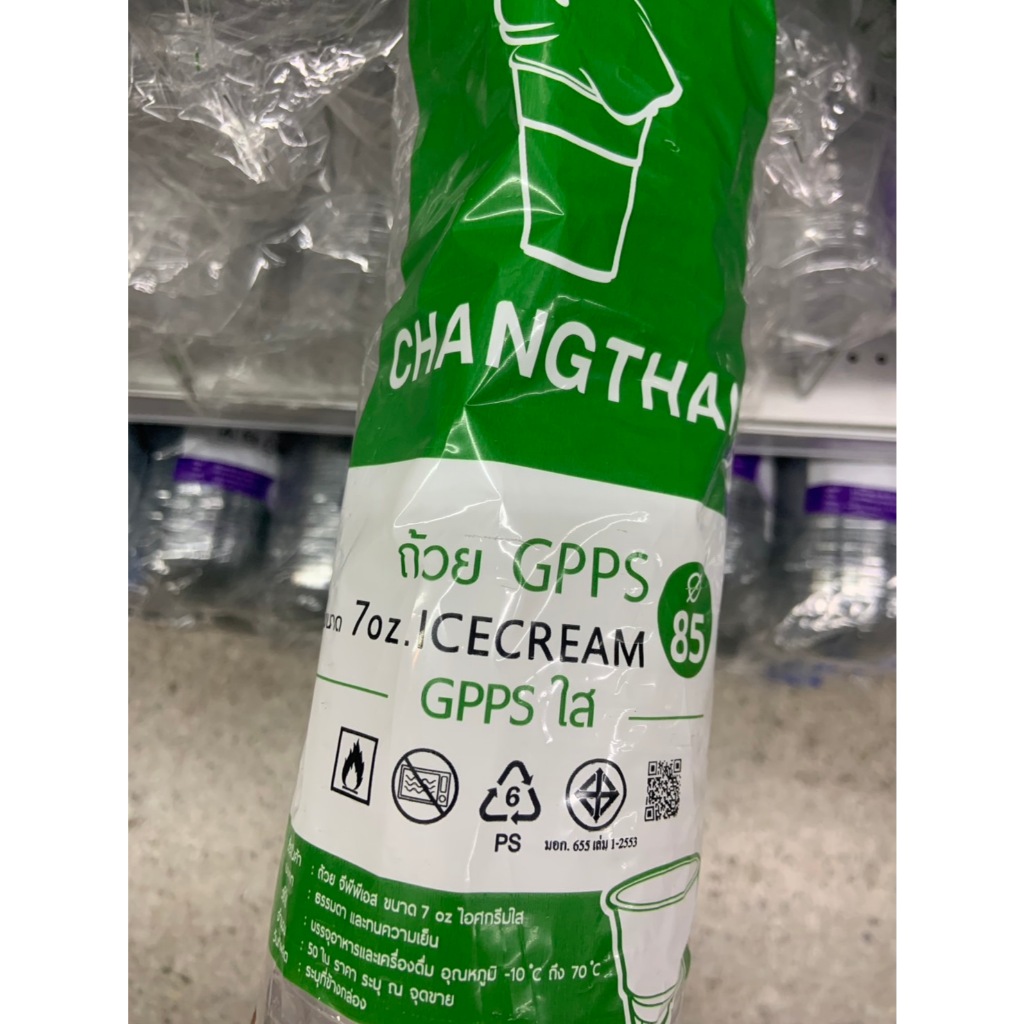 CHANGTHAI
ถ้วย GPPS
ขนาด 7oz. ICECREAM
Ø 85
GPPS ใส
6
PS
มอก. 655 เล่ม 1-2553
: ถ้วย จีพีพีเอส ขนาด 7 oz ไอศกรีมใส
: ธรรมดา และทนความเย็น
: บรรจุอาหารและเครื่องดื่ม อุณหภูมิ -10 °C ถึง 70 °C
: 50 ใบ ราคา ระบุ ณ จุดขาย
: ระบุที่ข้างกล่อง